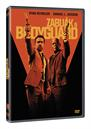 RYAN REYNOLDS SAMUEL L. JACKSON
ZABIJÁK &
BODYGUARD
DVD